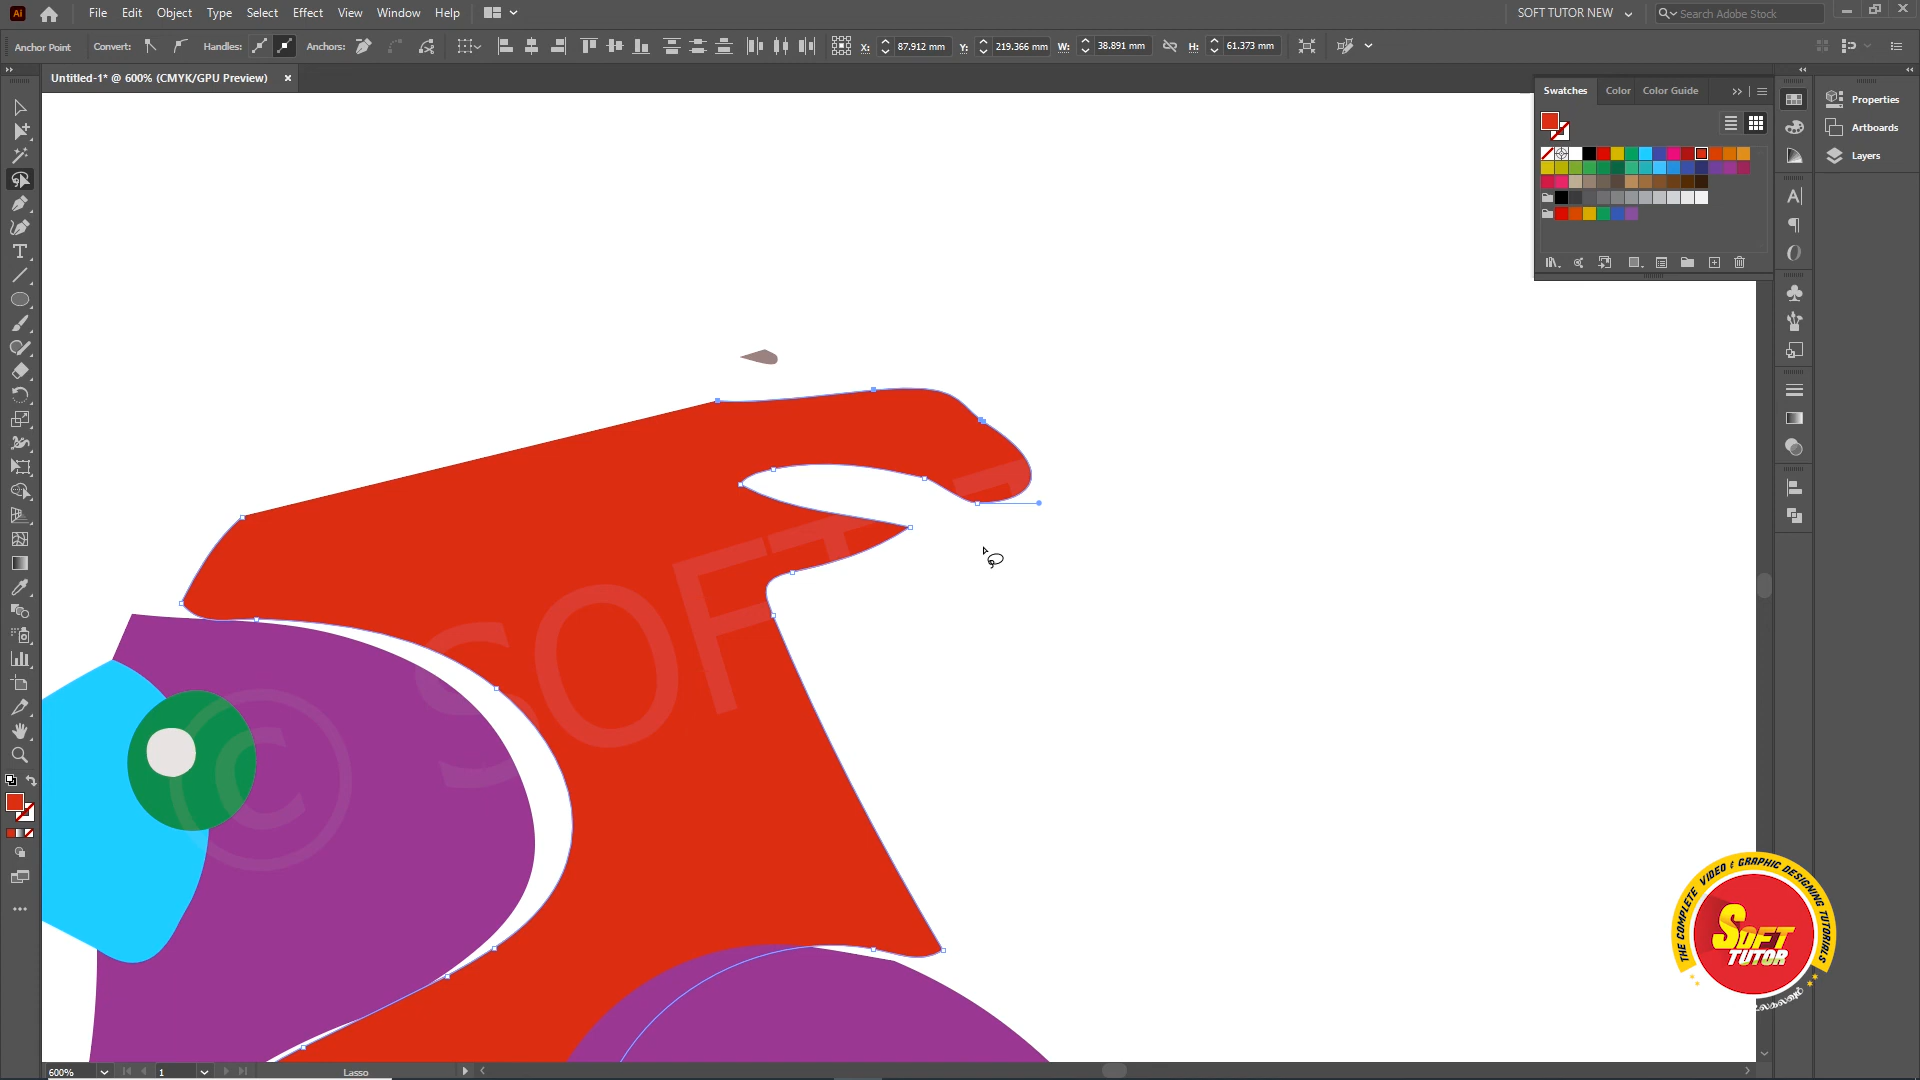 Ai File Edit Object Type Select Effect View Window Help SOFT TUTOR NEW Search Adobe Stock
Anchor Point Convert: Handles: Anchors: X: 87.912 mm Y: 219.366 mm W: 38.891 mm H: 61.373 mm
Untitled-1* @ 600% (CMYK/GPU Preview)
Swatches Color Color Guide
Properties
Artboards
Layers
© SOFT T
THE COMPLETE VIDEO & GRAPHIC DESIGNING TUTORIALS
SOFT
TUTOR
600% 1 Lasso